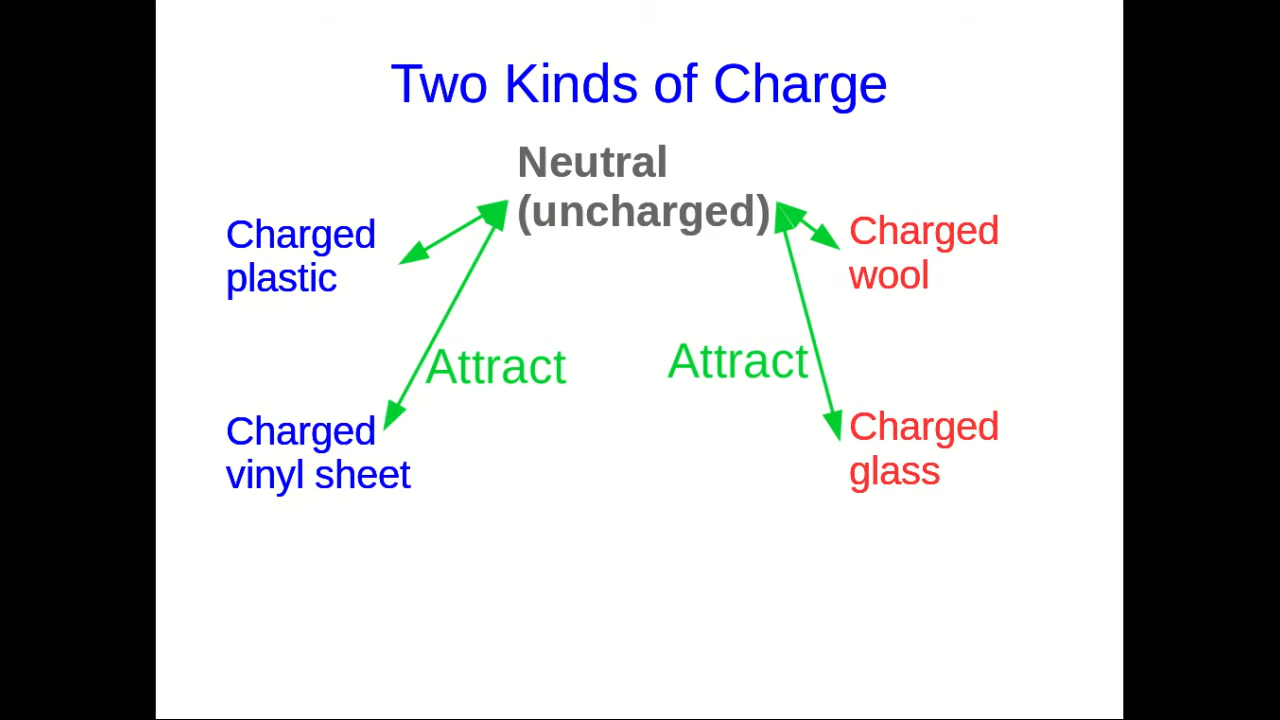 Two Kinds of Charge
Neutral
(uncharged)
Charged
plastic
Charged
wool
Attract
Attract
Charged
vinyl sheet
Charged
glass